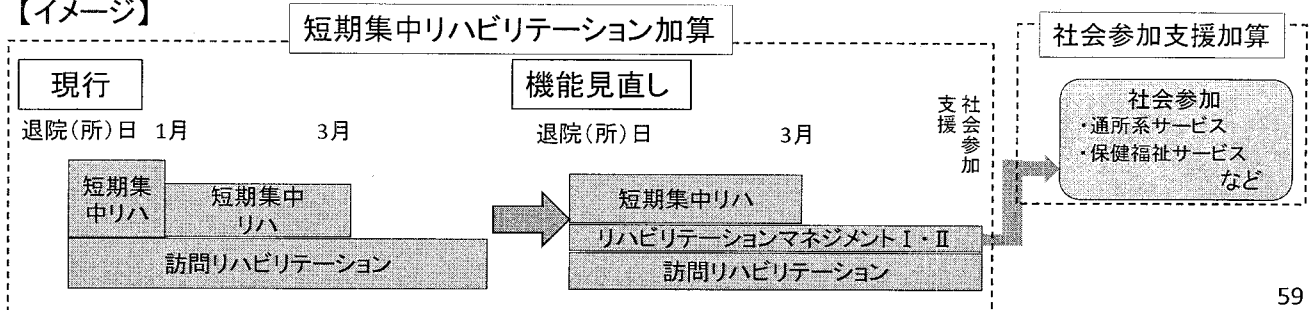 【イメージ】
短期集中リハビリテーション加算
社会参加支援加算
現行
退院(所)日 1月 3月
短期集
中リハ
短期集中
リハ
訪問リハビリテーション
機能見直し
退院(所)日 3月
社会参加
支援
短期集中リハ
リハビリテーションマネジメントⅠ・Ⅱ
訪問リハビリテーション
社会参加
・通所系サービス
・保健福祉サービス
など
59